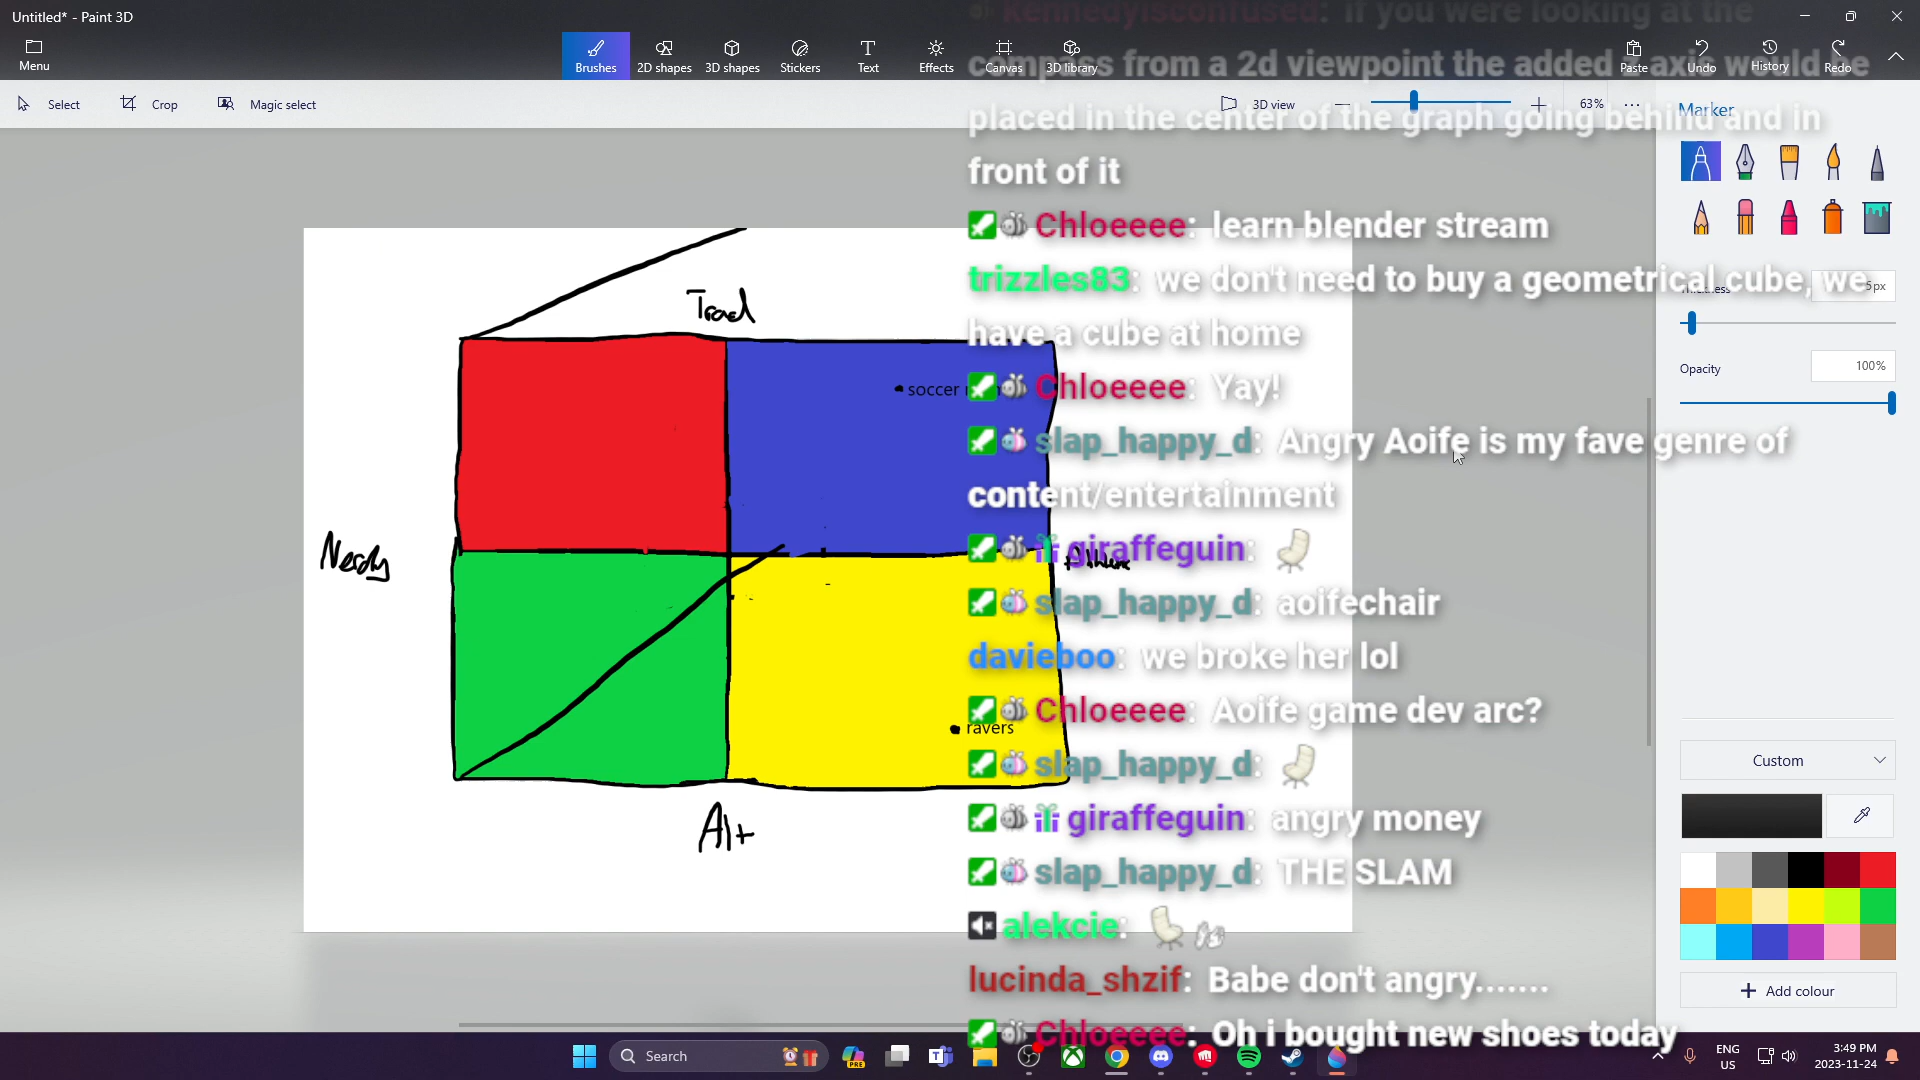 Untitled* - Paint 3D
kennedyisconfused: if you were looking at the
Menu
Brushes
2D shapes
3D shapes
Stickers
Text
Effects
Canvas
3D library
Paste
Undo
History
Redo
compass from a 2d viewpoint the added axis would be
Select
Crop
Magic select
3D view
63%
Marker
placed in the center of the graph going behind and in
front of it
Chloeeee: learn blender stream
trizzles83: we don't need to buy a geometrical cube, we
Thickness
5px
have a cube at home
Trad
Opacity
100%
soccer
Chloeeee: Yay!
slap_happy_d: Angry Aoife is my fave genre of
content/entertainment
Nerdy
giraffeguin:
slap_happy_d: aoifechair
davieboo: we broke her lol
Chloeeee: Aoife game dev arc?
ravers
slap_happy_d:
Custom
Alt
giraffeguin: angry money
slap_happy_d: THE SLAM
alekcie:
lucinda_shzif: Babe don't angry.......
Add colour
Chloeeee: Oh i bought new shoes today
Search
PRE
ENG
US
3:49 PM
2023-11-24